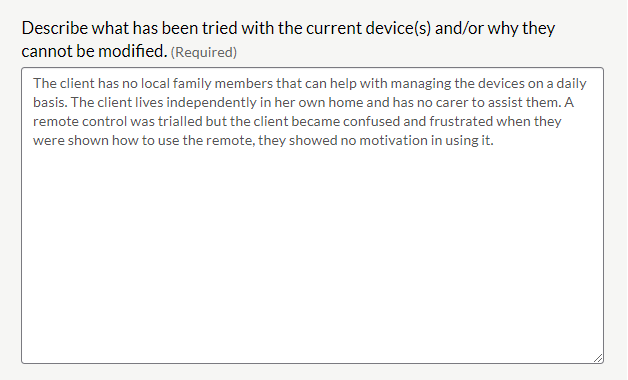 Describe what has been tried with the current device(s) and/or why they
cannot be modified. (Required)
The client has no local family members that can help with managing the devices on a daily
basis. The client lives independently in her own home and has no carer to assist them. A
remote control was trialled but the client became confused and frustrated when they
were shown how to use the remote, they showed no motivation in using it.